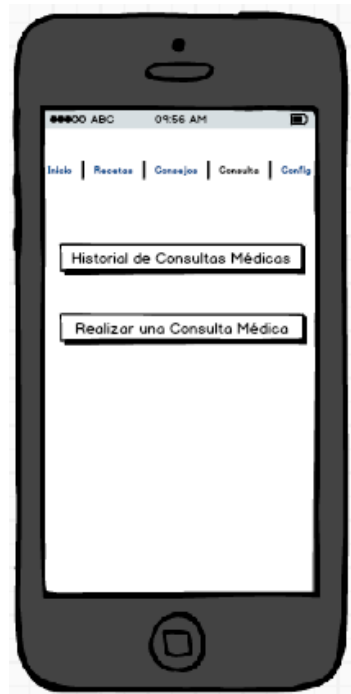 ABC 09:56 AM
Inicio | Recetas | Consejos | Consulta | Config
Historial de Consultas Médicas
Realizar una Consulta Médica